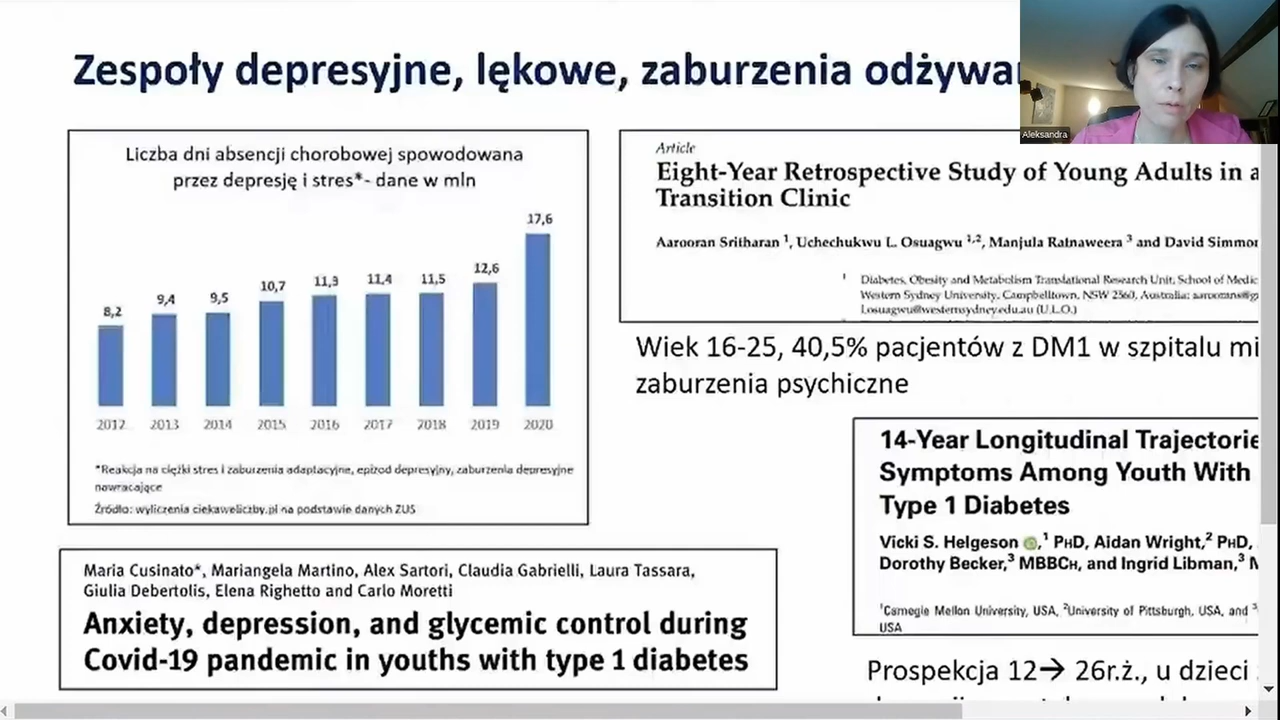 Zespoły depresyjne, lękowe, zaburzenia
Aleksandra
Liczba dni absencji chorobowej spowodowana
przez depresję i stres*- dane w mln
8,2
9,4
9,5
10,7
11,3
11,4
11,5
12,6
17,6
2012
2013
2014
2015
2016
2017
2018
2019
2020
*Reakcja na ciężki stres i zaburzenia adaptacyjne, epizod depresyjny, zaburzenia depresyjne
nawracające
Źródło: wyliczenia ciekaweliczby.pl na podstawie danych ZUS
Article
Eight-Year Retrospective Study of Young Adults in a
Transition Clinic
Aarooran Sritharan 1, Uchechukwu L. Osuagwu 1,2, Manjula Ratnaweera 3 and David
1 Diabetes, Obesity and Metabolism Translational Research Unit, School of
Western Sydney University, Campbelltown, NSW 2560, Australia;
Losuagwu@westernsydney.edu.au (U.L.O.)
Wiek 16-25, 40,5% pacjentów z DM1 w szpitalu
zaburzenia psychiczne
14-Year Longitudinal
Symptoms Among Youth With
Type 1 Diabetes
Vicki S. Helgeson,1 PHD, Aidan Wright,2 PHD,
Dorothy Becker,3 MBBCH, and Ingrid Libman,3
1Carnegie Mellon University, USA, 2University of Pittsburgh, USA, and 3
USA
Maria Cusinato*, Mariangela Martino, Alex Sartori, Claudia Gabrielli, Laura Tassara,
Giulia Debertolis, Elena Righetto and Carlo Moretti
Anxiety, depression, and glycemic control during
Covid-19 pandemic in youths with type 1 diabetes
Prospekcja 12→ 26r.ż., u dzieci